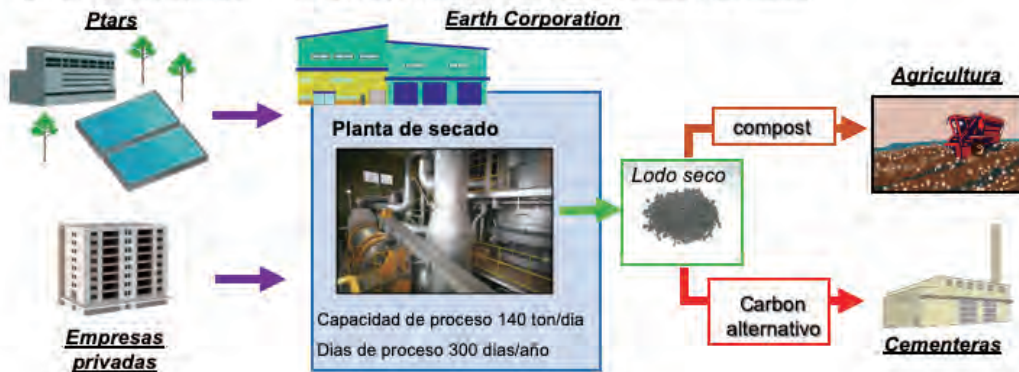 Ptars
Earth Corporation
Agricultura
Planta de secado
compost
Lodo seco
Capacidad de proceso 140 ton/dia
Dias de proceso 300 dias/año
Carbon
alternativo
Empresas
privadas
Cementeras